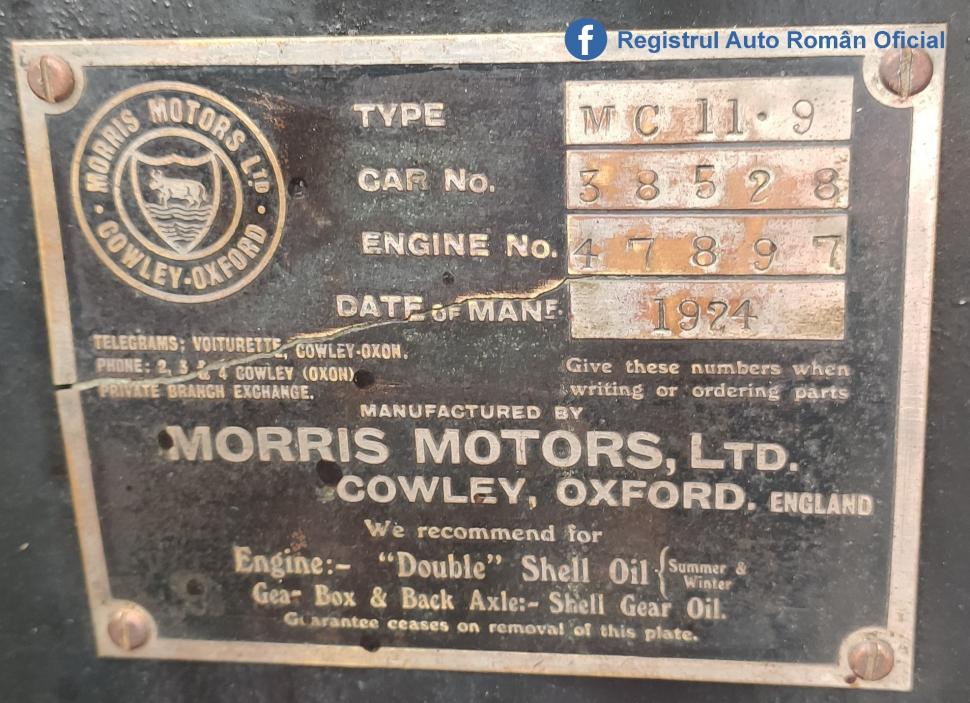 Registrul Auto Român Oficial
MORRIS MOTORS LTD
COWLEY-OXFORD
TYPE MC 11·9
CAR No. 38528
ENGINE No. 47897
DATE OF MANF. 1924
TELEGRAMS: VOITURETTE, COWLEY-OXON.
PHONE: 2, 3 & 4 COWLEY (OXON)
PRIVATE BRANCH EXCHANGE.
Give these numbers when
writing or ordering parts
MANUFACTURED BY
MORRIS MOTORS, LTD.
COWLEY, OXFORD. ENGLAND
We recommend for
Engine:- "Double" Shell Oil { Summer &
Winter
Gea- Box & Back Axle:- Shell Gear Oil.
Guarantee ceases on removal of this plate.